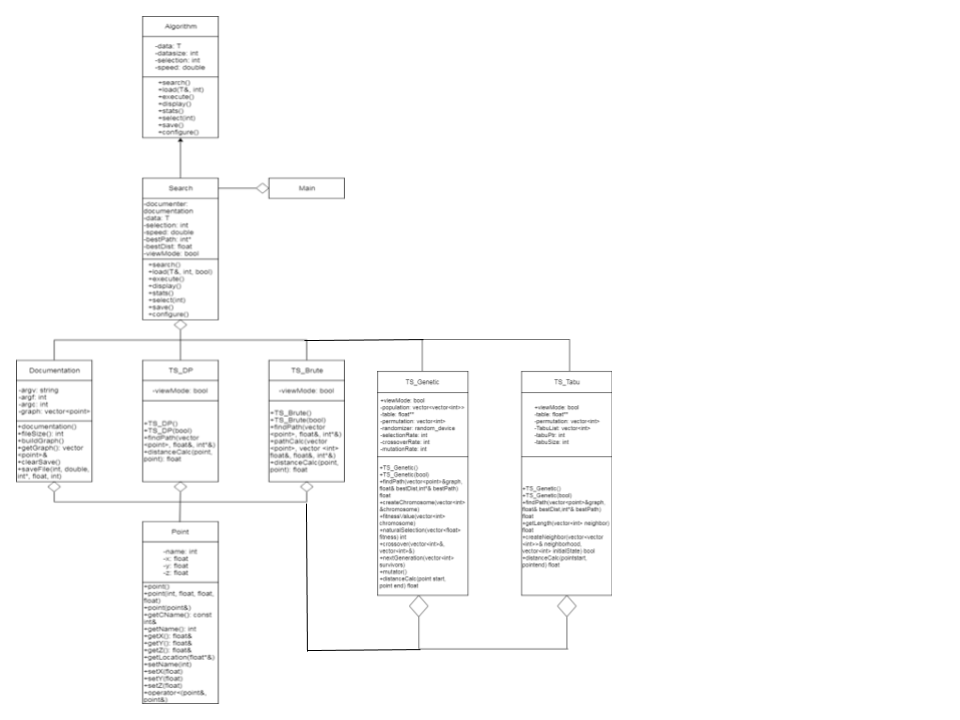 Algorithm
-data: T
-datasize: int
-selection: int
-speed: double
+search()
+load(T&, int)
+execute()
+display()
+stats()
+select(int)
+save()
+configure()
Search
-documenter:
documentation
-data: T
-selection: int
-speed: double
-bestPath: int*
-bestDist: float
-viewMode: bool
+search()
+load(T&, int, bool)
+execute()
+display()
+stats()
+select(int)
+save()
+configure()
Main
Documentation
-argv: string
-argf: int
-argc: int
-graph: vector<point>
+documentation()
+fileSize(): int
+buildGraph()
+getGraph(): vector
<point>&
+clearSave()
+saveFile(int, double,
int*, float, int)
TS_DP
-viewMode: bool
+TS_DP()
+TS_DP(bool)
+findPath(vector
<point>, float&, int*&)
+distanceCalc(point,
point): float
TS_Brute
-viewMode: bool
+TS_Brute()
+TS_Brute(bool)
+findPath(vector
<point>, float&, int*&)
+pathCalc(vector
<point>, vector <int>
float&, float&, int*&)
+distanceCalc(point,
point): float
TS_Genetic
+viewMode: bool
-population: vector<vector<int>>
-table: float**
-permutation: vector<int>
-randomizer: random_device
-selectionRate: int
-crossoverRate: int
-mutationRate: int
+TS_Genetic()
+TS_Genetic(bool)
+findPath(vector<point>&graph,
float& bestDist,int*& bestPath)
float
+createChromosome(vector<int>
&chromosome)
+fitnessValue(vector<int>
chromosome)
+naturalSelection(vector<float>
fitness) int
+crossover(vector<int>&,
vector<int>&)
+nextGeneration(vector<int>
survivors)
+mutator()
+distanceCalc(point start,
point end) float
TS_Tabu
+viewMode: bool
-table: float**
-permutation: vector<int>
-TabuList: vector<int>
-tabuPtr: int
-tabuSize: int
+TS_Genetic()
+TS_Genetic(bool)
+findPath(vector<point>&graph,
float& bestDist,int*& bestPath)
float
+getLength(vector<int> neighbor)
float
+createNeighbor(vector<vector
<int>>& neighborhood,
vector<int> initialState) bool
+distanceCalc(pointstart,
pointend) float
Point
-name: int
-x: float
-y: float
-z: float
+point()
+point(int, float, float,
float)
+point(point&)
+getCName(): const
int&
+getName(): int
+getX(): float&
+getY(): float&
+getZ(): float&
+getLocation(float*&)
+setName(int)
+setX(float)
+setY(float)
+setZ(float)
+operator=(point&,
point&)